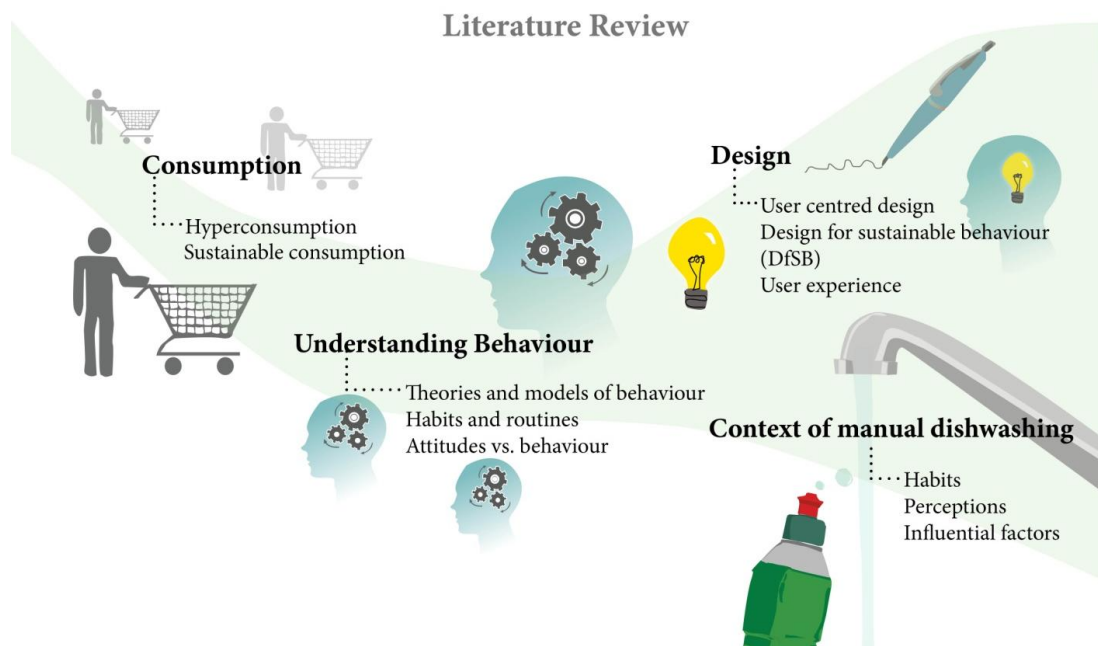 Literature Review
Consumption
Hyperconsumption
Sustainable consumption
Understanding Behaviour
Theories and models of behaviour
Habits and routines
Attitudes vs. behaviour
Design
User centred design
Design for sustainable behaviour
(DfSB)
User experience
Context of manual dishwashing
Habits
Perceptions
Influential factors